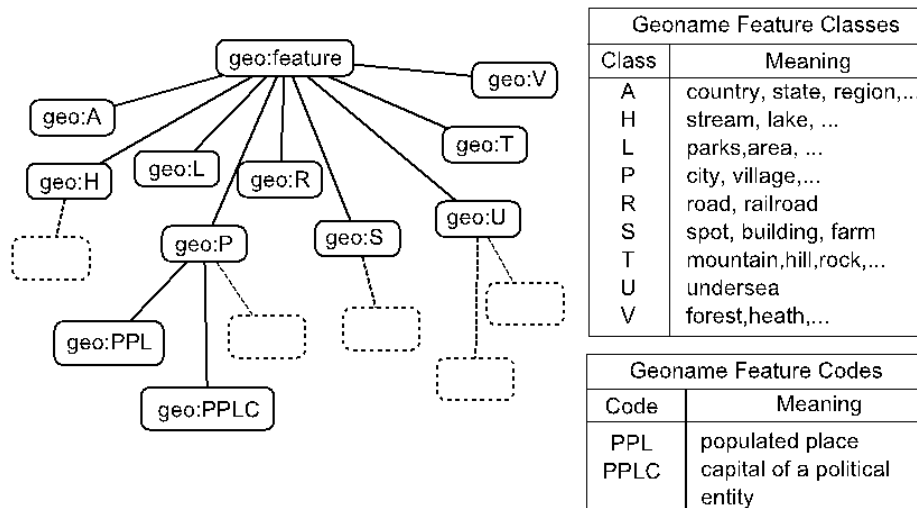 geo:feature
geo:V
geo:A
geo:T
geo:H
geo:L
geo:R
geo:U
geo:P
geo:S
geo:PPL
geo:PPLC
Geoname Feature Classes
Class Meaning
A country, state, region,...
H stream, lake, ...
L parks,area, ...
P city, village,...
R road, railroad
S spot, building, farm
T mountain,hill,rock,...
U undersea
V forest,heath,...
Geoname Feature Codes
Code Meaning
PPL populated place
PPLC capital of a political
entity